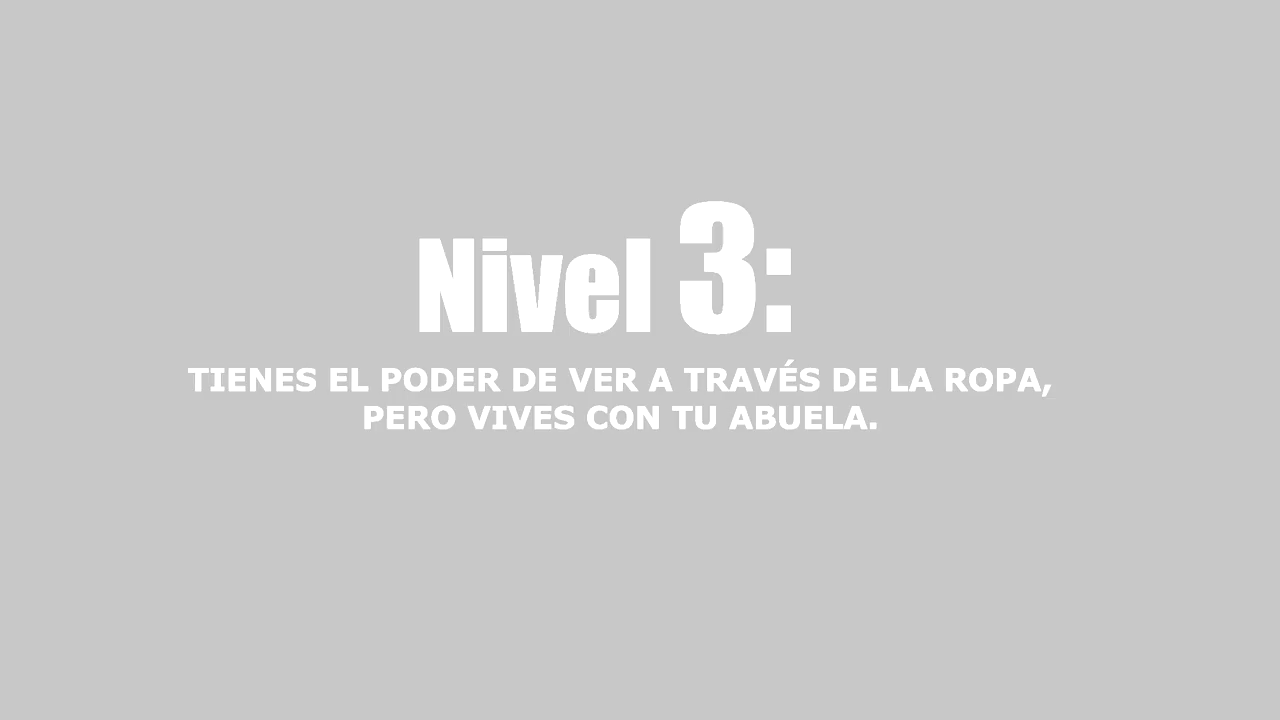 Nivel 3:
TIENES EL PODER DE VER A TRAVÉS DE LA ROPA,
PERO VIVES CON TU ABUELA.